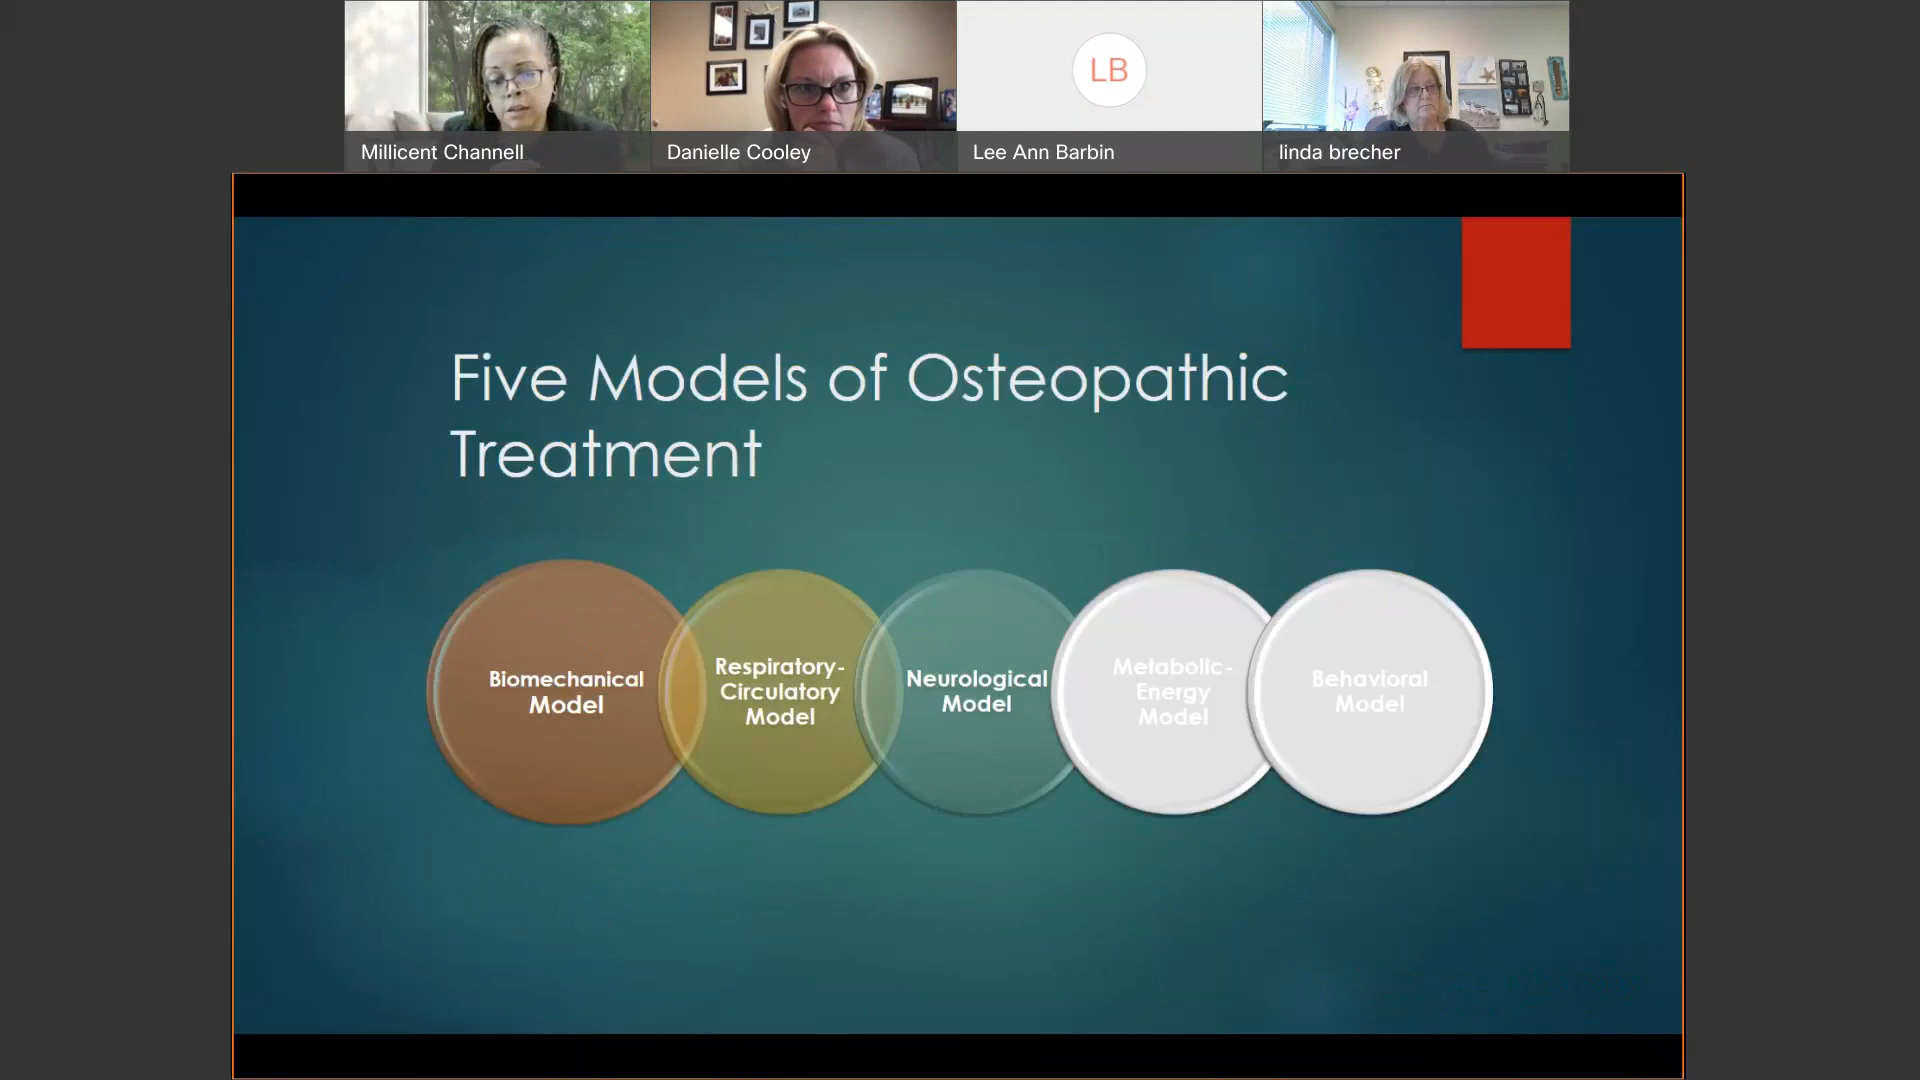 LB
Millicent Channell
Danielle Cooley
Lee Ann Barbin
linda brecher
Five Models of Osteopathic
Treatment
Biomechanical
Model
Respiratory-
Circulatory
Model
Neurological
Model
Metabolic-
Energy
Model
Behavioral
Model